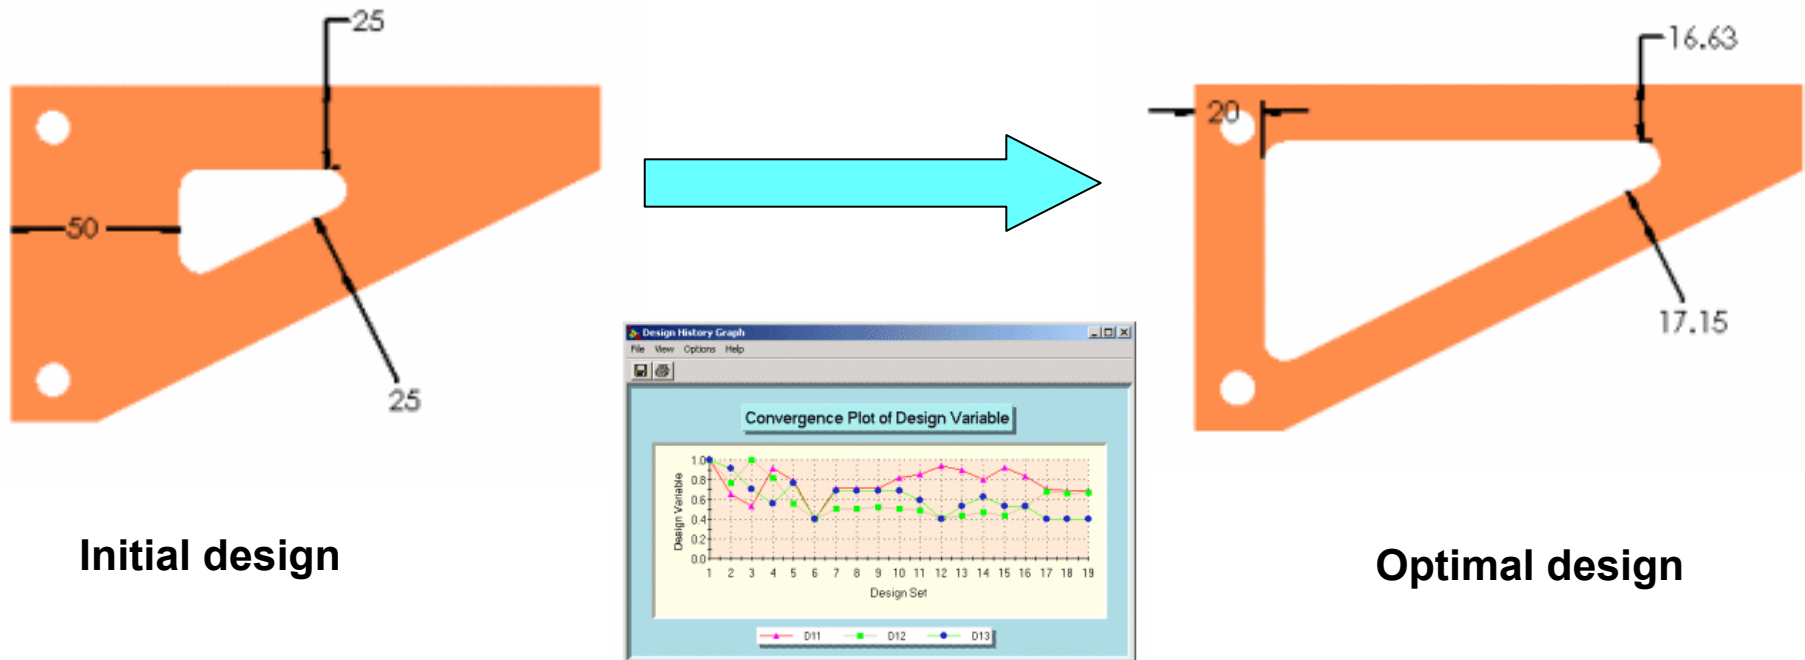 25
50
25
Initial design
16.63
20
17.15
Optimal design
Design History Graph
File View Options Help
Convergence Plot of Design Variable
Design Variable
1.0
0.8
0.6
0.4
0.2
0.0
1 2 3 4 5 6 7 8 9 10 11 12 13 14 15 16 17 18 19
Design Set
D11 D12 D13